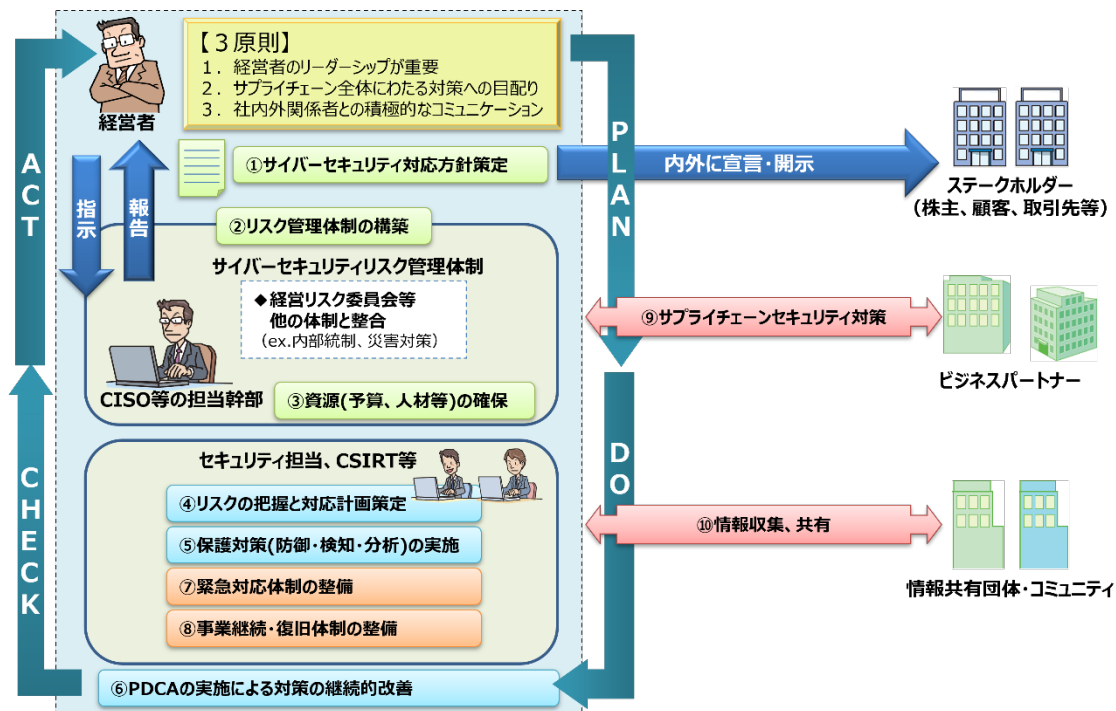 【３原則】
１．経営者のリーダーシップが重要
２．サプライチェーン全体にわたる対策への目配り
３．社内外関係者との積極的なコミュニケーション
経営者
ACT
PLAN
①サイバーセキュリティ対応方針策定
内外に宣言・開示
ステークホルダー
（株主、顧客、取引先等）
指示
報告
②リスク管理体制の構築
サイバーセキュリティリスク管理体制
◆経営リスク委員会等
他の体制と整合
（ex.内部統制、災害対策）
⑨サプライチェーンセキュリティ対策
ビジネスパートナー
CISO等の担当幹部
③資源(予算、人材等)の確保
CHECK
DO
セキュリティ担当、CSIRT等
④リスクの把握と対応計画策定
⑤保護対策(防御・検知・分析)の実施
⑦緊急対応体制の整備
⑧事業継続・復旧体制の整備
⑩情報収集、共有
情報共有団体・コミュニティ
⑥PDCAの実施による対策の継続的改善